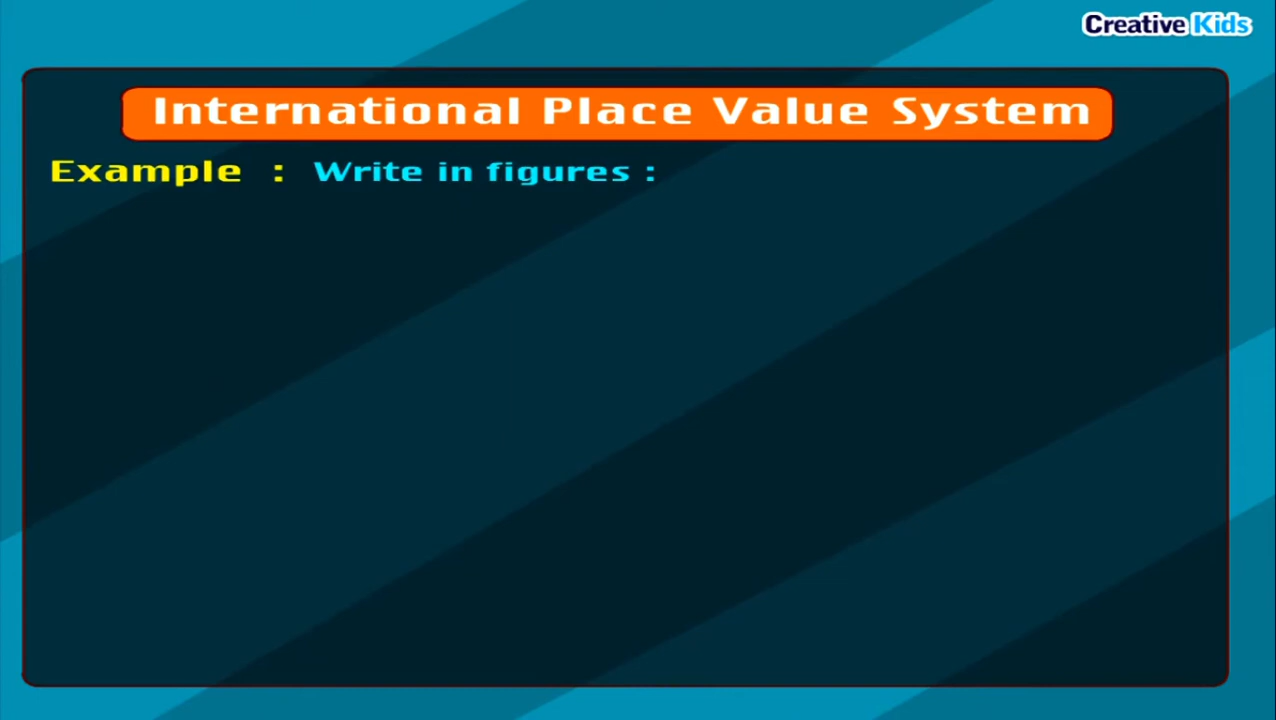 Creative Kids
International Place Value System
Example : Write in figures :